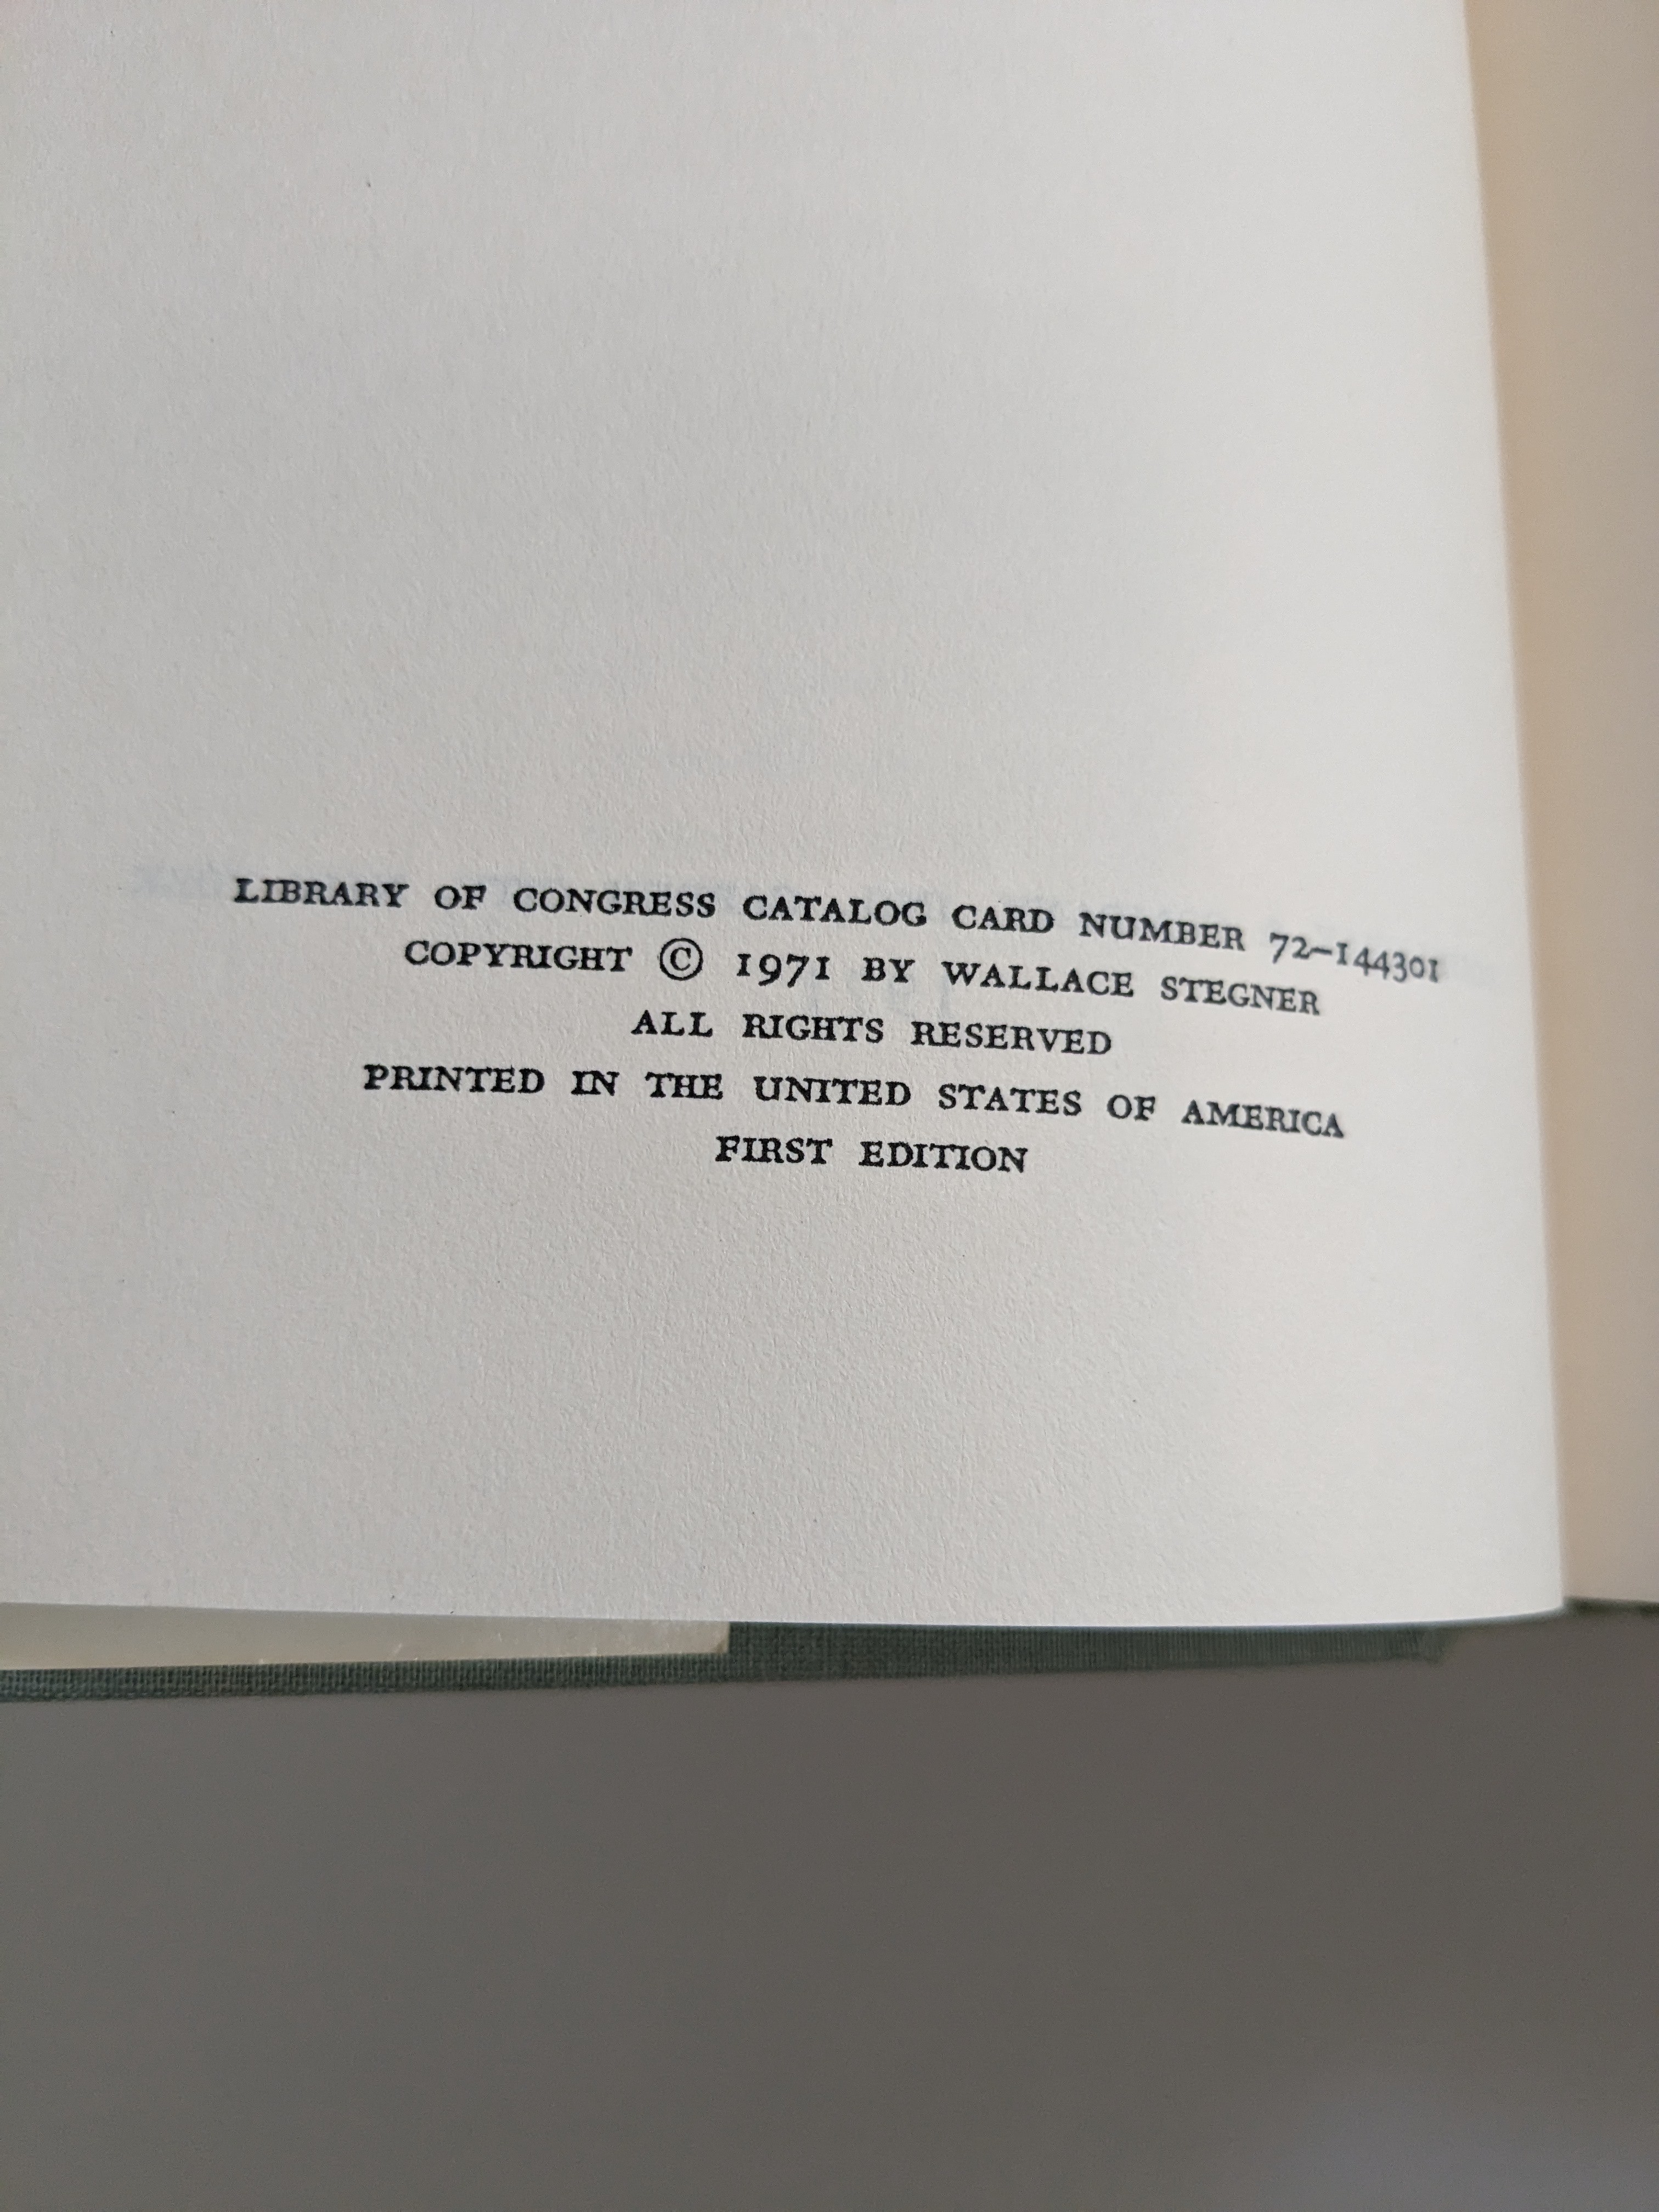 LIBRARY OF CONGRESS CATALOG CARD NUMBER 72–144301
COPYRIGHT © 1971 BY WALLACE STEGNER
ALL RIGHTS RESERVED
PRINTED IN THE UNITED STATES OF AMERICA
FIRST EDITION